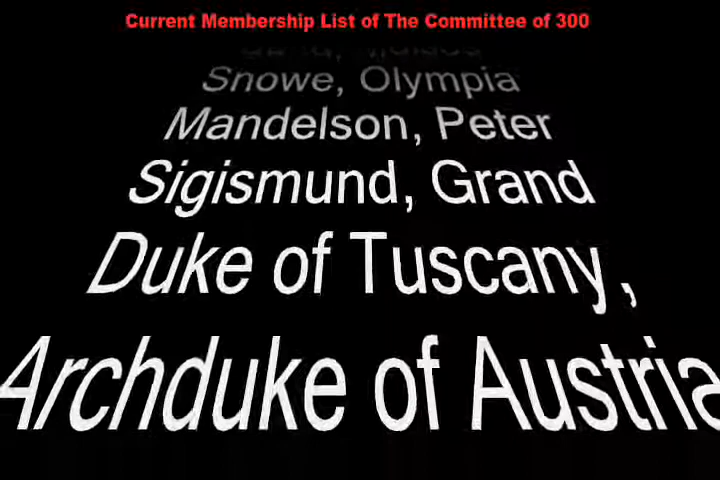 Current Membership List of The Committee of 300
Snowe, Olympia
Mandelson, Peter
Sigismund, Grand
Duke of Tuscany,
Archduke of Austria